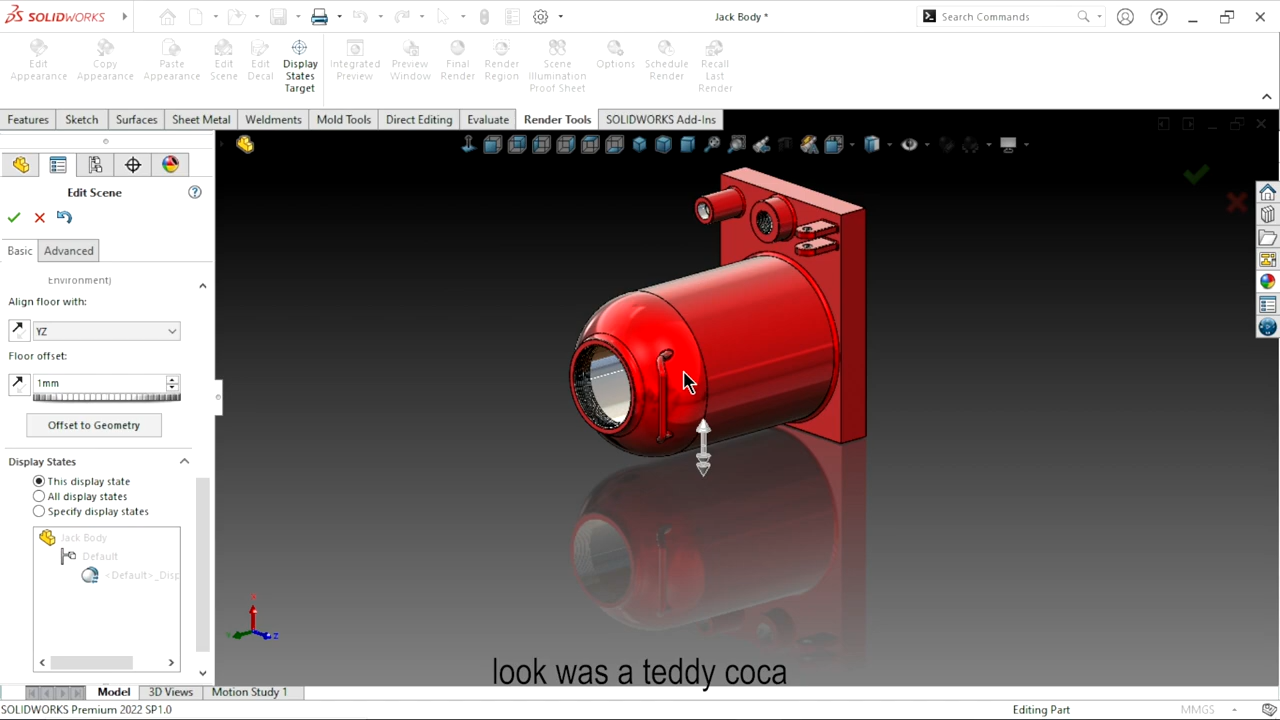 SOLIDWORKS
Jack Body *
Search Commands
Edit Appearance
Copy Appearance
Paste Appearance
Edit Scene
Edit Decal
Display States Target
Integrated Preview
Preview Window
Final Render
Render Region
Scene Illumination Proof Sheet
Options
Schedule Render
Recall Last Render
Features
Sketch
Surfaces
Sheet Metal
Weldments
Mold Tools
Direct Editing
Evaluate
Render Tools
SOLIDWORKS Add-Ins
Edit Scene
Basic
Advanced
Environment)
Align floor with:
YZ
Floor offset:
1mm
Offset to Geometry
Display States
This display state
All display states
Specify display states
Jack Body
Default
<Default>_Disp
Z
look was a teddy coca
Model
3D Views
Motion Study 1
SOLIDWORKS Premium 2022 SP1.0
Editing Part
MMGS